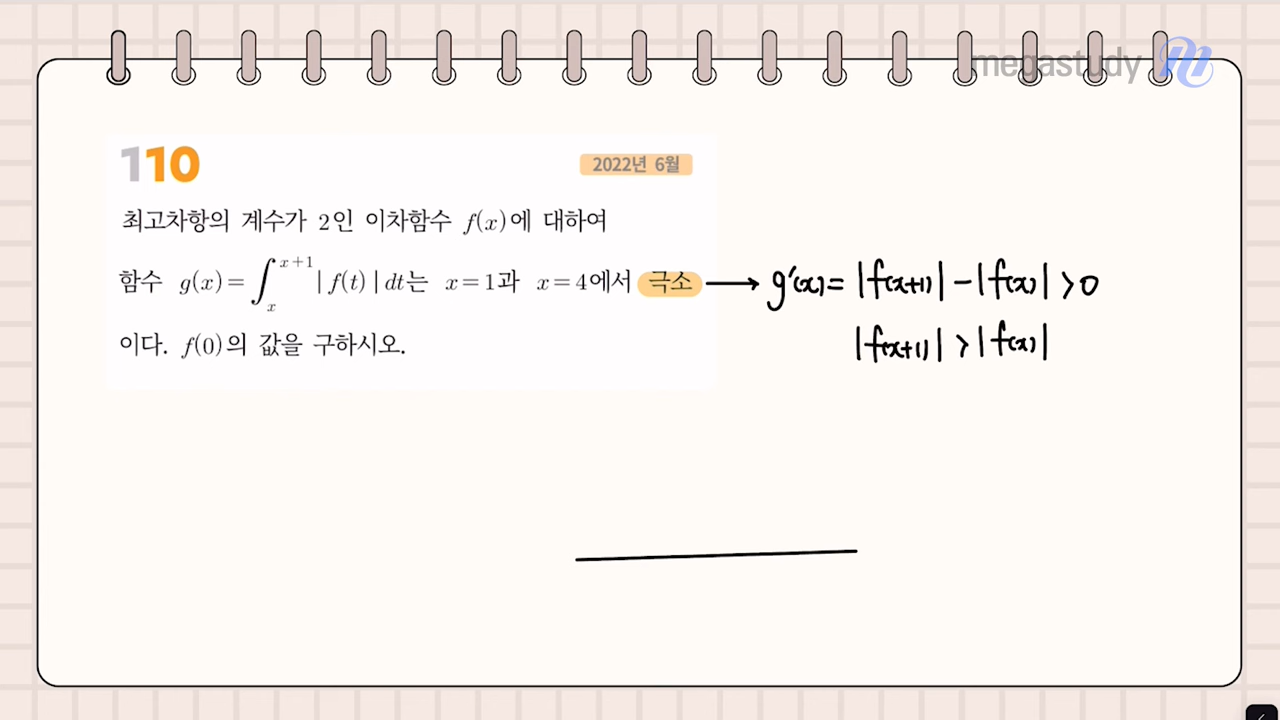 megastudy
110
2022년 6월
최고차항의 계수가 2인 이차함수 f(x)에 대하여
함수 g(x)=∫_x^{x+1} |f(t)|dt는 x=1과 x=4에서 극소 → g'(x)=|f(x+1)|-|f(x)|>0
|f(x+1)|>|f(x)|
이다. f(0)의 값을 구하시오.